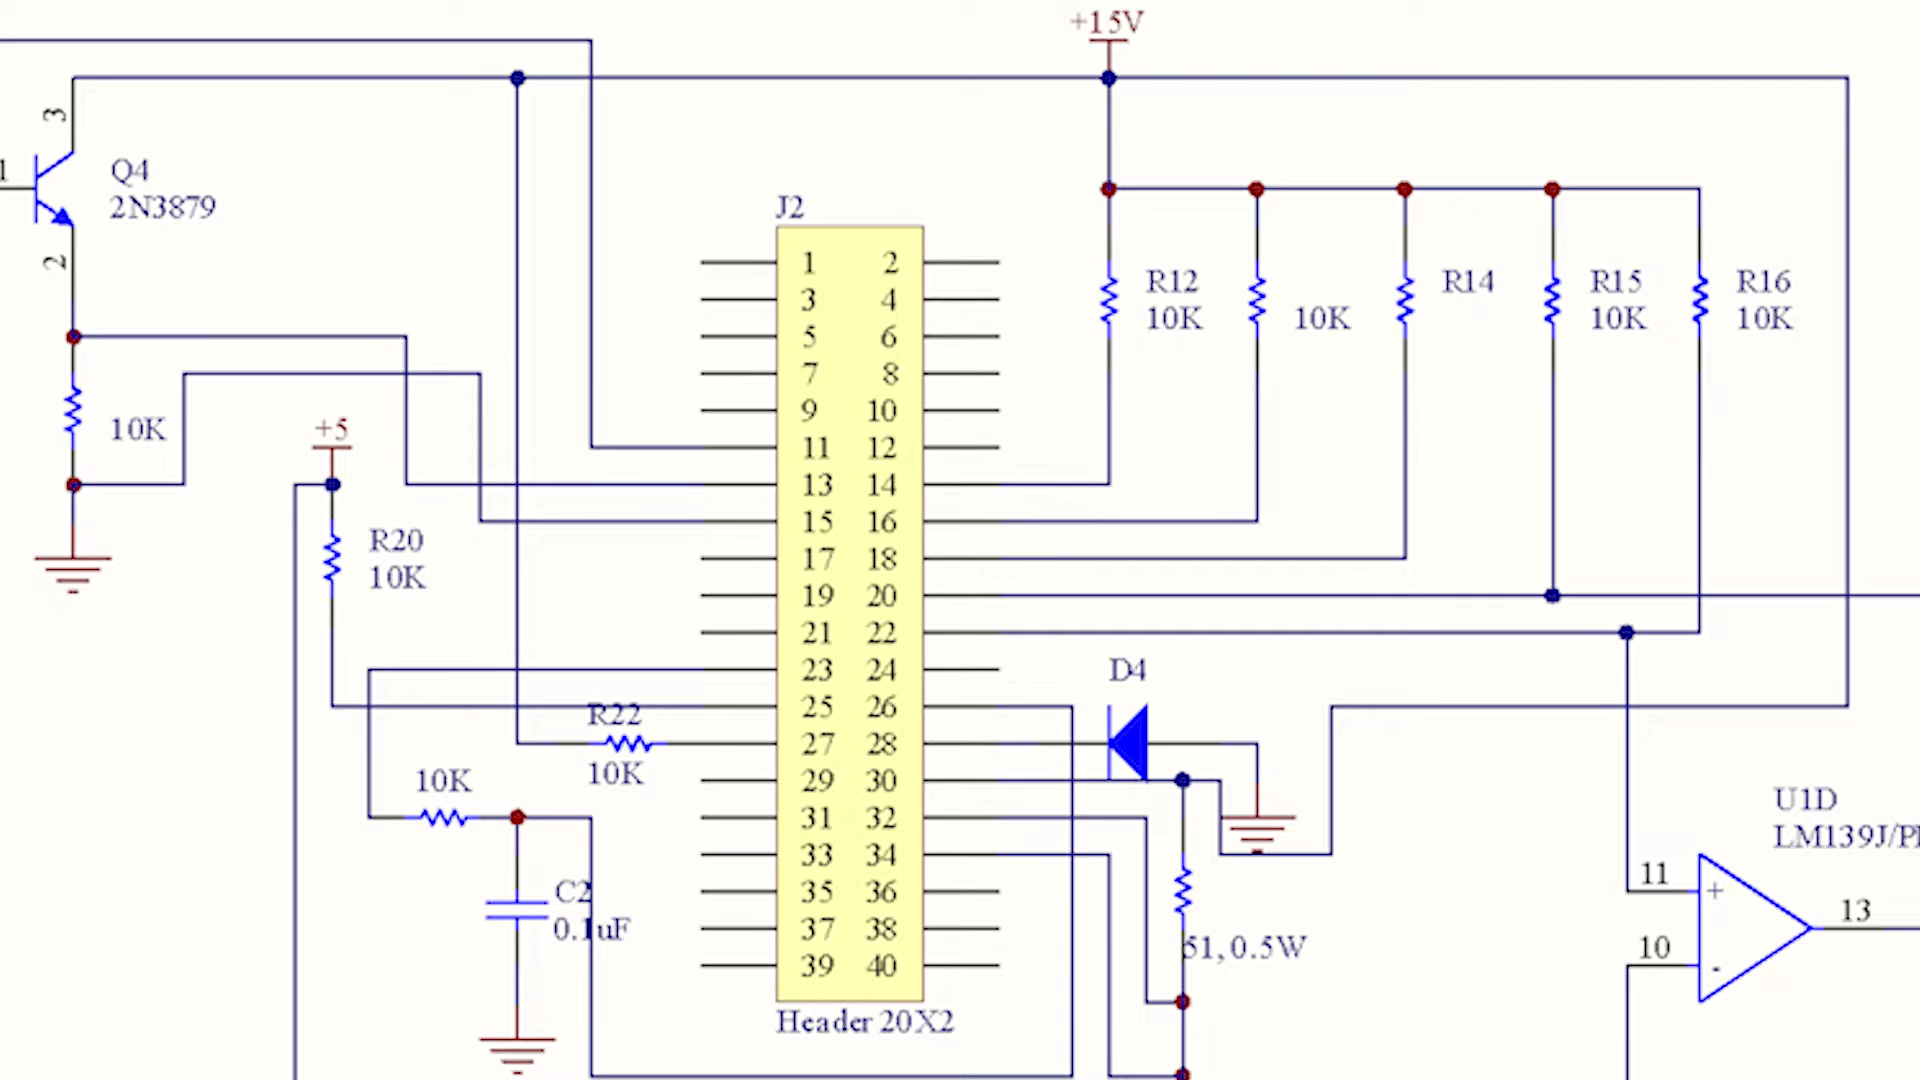 +15V
3
1
Q4
2N3879
2
10K
+5
R20
10K
J2
1 2
3 4
5 6
7 8
9 10
11 12
13 14
15 16
17 18
19 20
21 22
23 24
25 26
27 28
29 30
31 32
33 34
35 36
37 38
39 40
Header 20X2
R22
10K
10K
C2
0.1uF
R12
10K
10K
R14
R15
10K
R16
10K
D4
51, 0.5W
U1D
LM139J/P
11
+
13
10
-